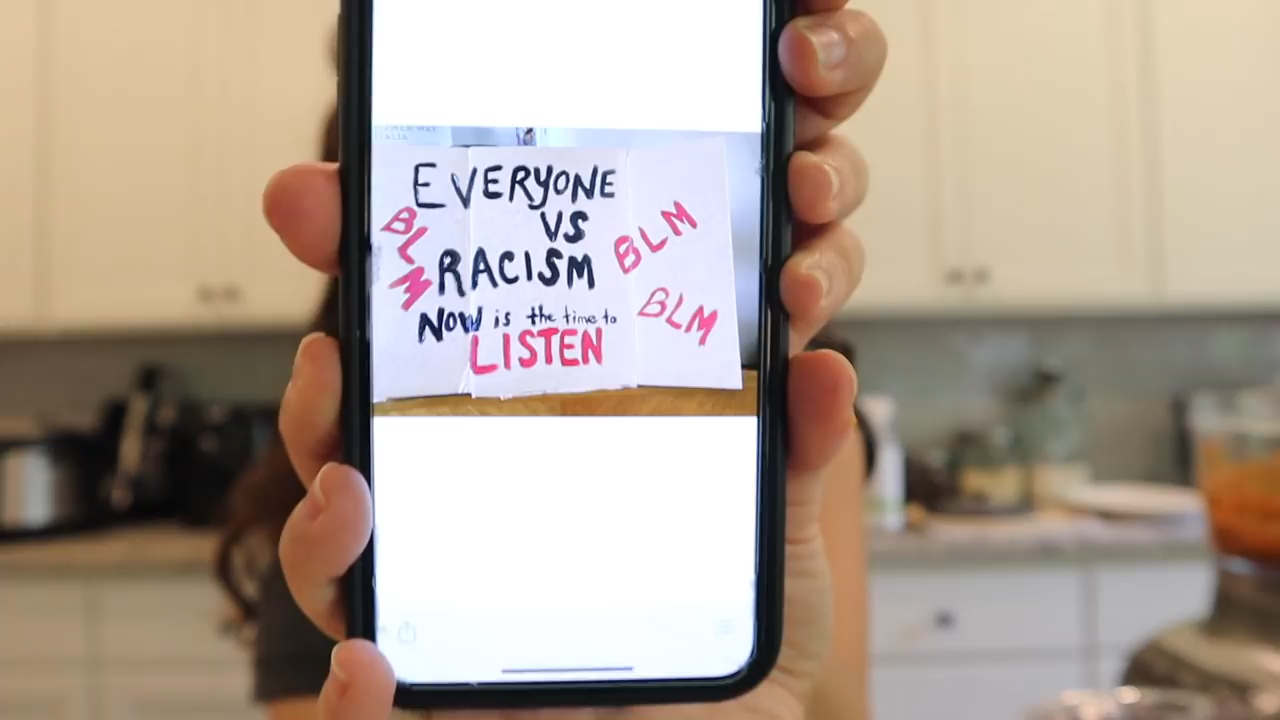 EVERYONE
VS
RACISM
NOW is the time to
LISTEN
BLM
BLM
BLM